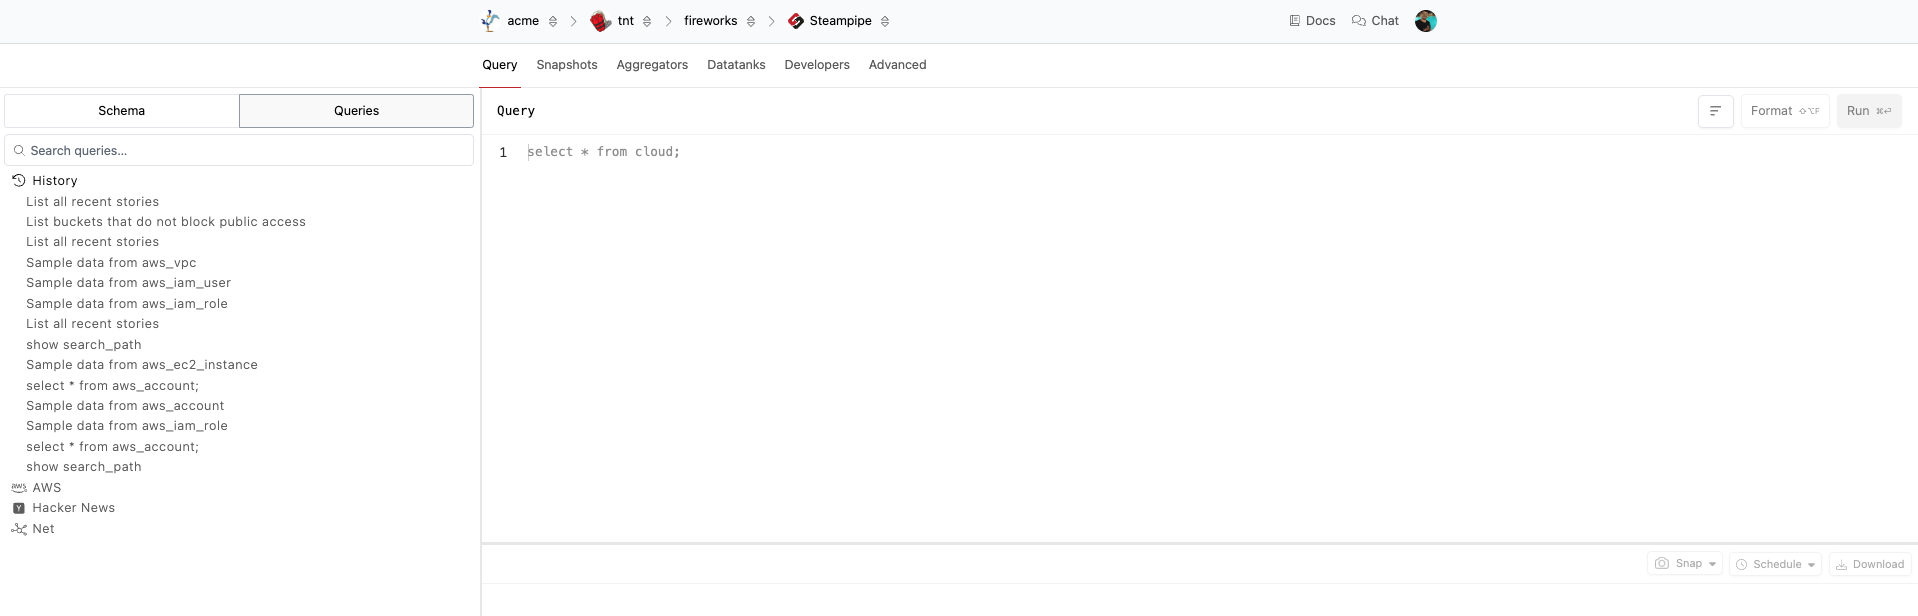 acme tnt fireworks Steampipe Docs Chat
Query Snapshots Aggregators Datatanks Developers Advanced
Schema Queries
Search queries...
History
List all recent stories
List buckets that do not block public access
List all recent stories
Sample data from aws_vpc
Sample data from aws_iam_user
Sample data from aws_iam_role
List all recent stories
show search_path
Sample data from aws_ec2_instance
select * from aws_account;
Sample data from aws_account
Sample data from aws_iam_role
select * from aws_account;
show search_path
aws AWS
Y Hacker News
Net
Query Format ⇧⌥F Run ⌘↵
1 select * from cloud;
Snap Schedule Download